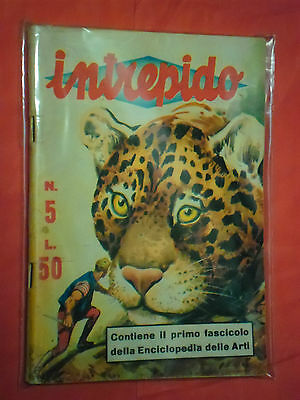 intrepido
N.
5
L.
50
Contiene il primo fascicolo
della Enciclopedia delle Arti